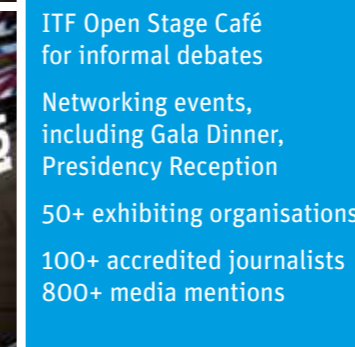 ITF Open Stage Café
for informal debates
Networking events,
including Gala Dinner,
Presidency Reception
50+ exhibiting organisations
100+ accredited journalists
800+ media mentions